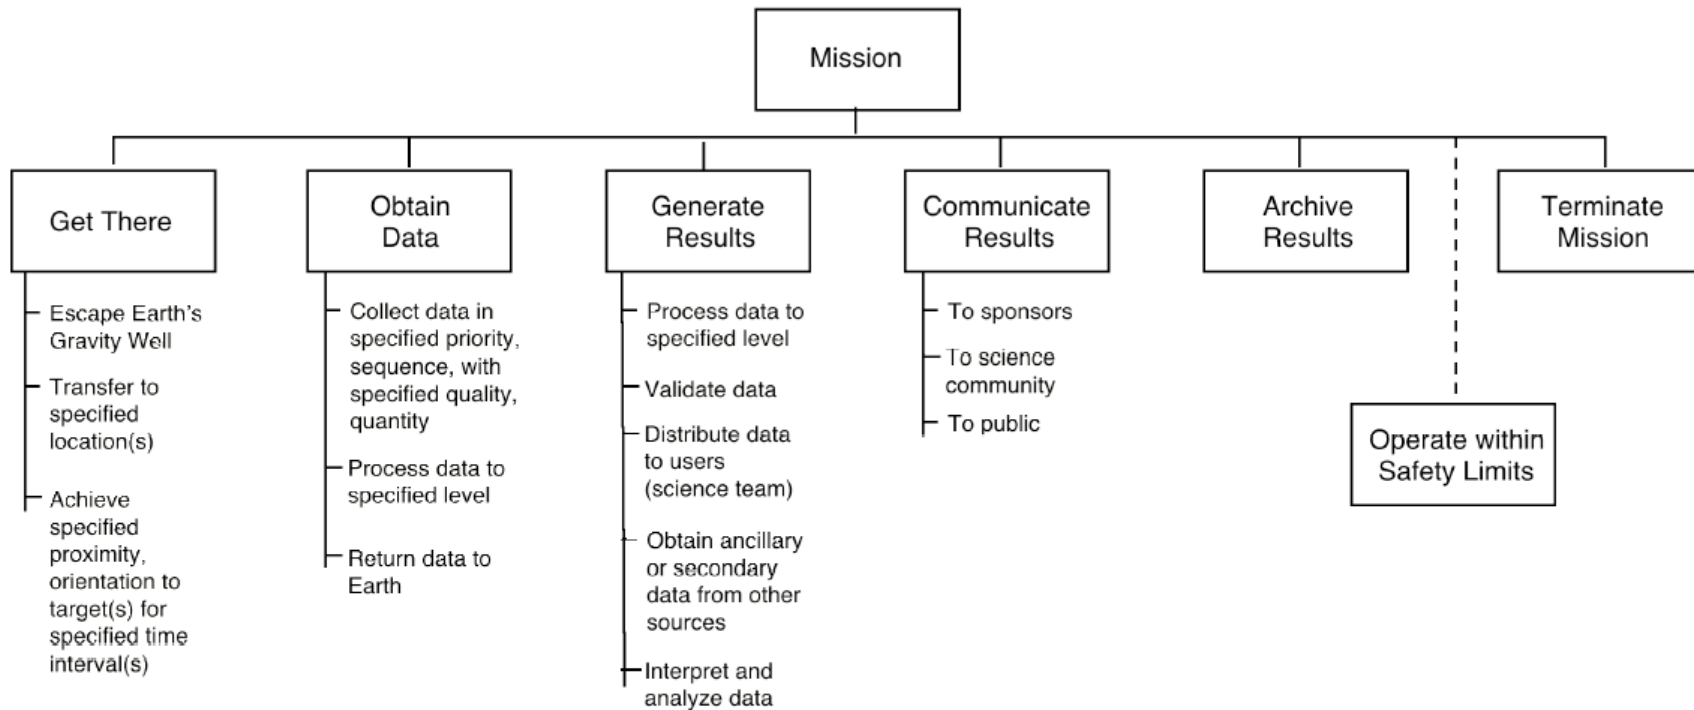 Mission
Get There
Escape Earth's
Gravity Well
Transfer to
specified
location(s)
Achieve
specified
proximity,
orientation to
target(s) for
specified time
interval(s)
Obtain
Data
Collect data in
specified priority,
sequence, with
specified quality,
quantity
Process data to
specified level
Return data to
Earth
Generate
Results
Process data to
specified level
Validate data
Distribute data
to users
(science team)
Obtain ancillary
or secondary
data from other
sources
Interpret and
analyze data
Communicate
Results
To sponsors
To science
community
To public
Archive
Results
Operate within
Safety Limits
Terminate
Mission